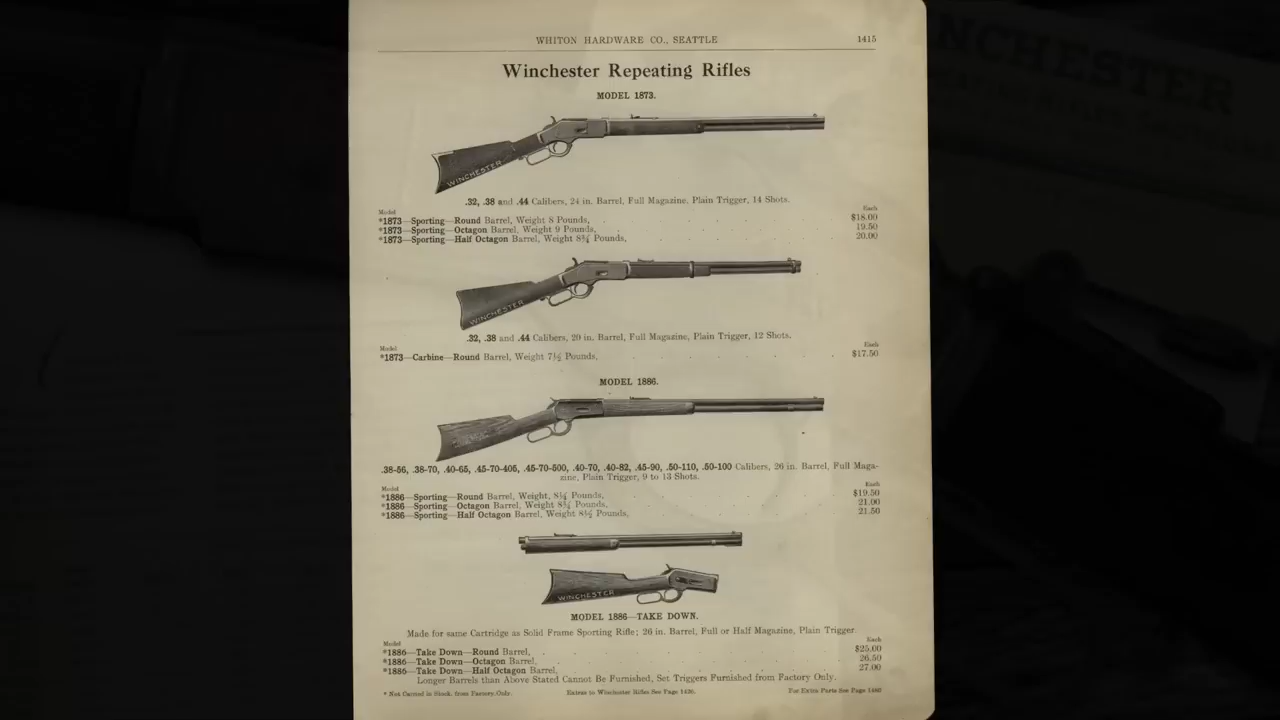 WHITON HARDWARE CO., SEATTLE 1415
Winchester Repeating Rifles
MODEL 1873.
WINCHESTER
.32, .38 and .44 Calibers, 24 in. Barrel, Full Magazine, Plain Trigger, 14 Shots.
Model Each
*1873—Sporting—Round Barrel, Weight 8 Pounds, $18.00
*1873—Sporting—Octagon Barrel, Weight 9 Pounds, 19.50
*1873—Sporting—Half Octagon Barrel, Weight 8¾ Pounds, 20.00
WINCHESTER
.32, .38 and .44 Calibers, 20 in. Barrel, Full Magazine, Plain Trigger, 12 Shots.
Model Each
*1873—Carbine—Round Barrel, Weight 7½ Pounds, $17.50
MODEL 1886.
.38-56, .38-70, .40-65, .45-70-405, .45-70-500, .40-70, .40-82, .45-90, .50-110, .50-100 Calibers, 26 in. Barrel, Full Maga-
zine, Plain Trigger, 9 to 13 Shots.
Model Each
*1886—Sporting—Round Barrel, Weight, 8¼ Pounds, $19.50
*1886—Sporting—Octagon Barrel, Weight 8¾ Pounds, 21.00
*1886—Sporting—Half Octagon Barrel, Weight 8½ Pounds, 21.50
WINCHESTER
MODEL 1886—TAKE DOWN.
Made for same Cartridge as Solid Frame Sporting Rifle; 26 in. Barrel, Full or Half Magazine, Plain Trigger.
Model Each
*1886—Take Down—Round Barrel, $25.00
*1886—Take Down—Octagon Barrel, 26.50
*1886—Take Down—Half Octagon Barrel, 27.00
Longer Barrels than Above Stated Cannot Be Furnished, Set Triggers Furnished from Factory Only.
* Not Carried in Stock, from Factory Only. Extras to Winchester Rifles See Page 1426. For Extra Parts See Page 1480